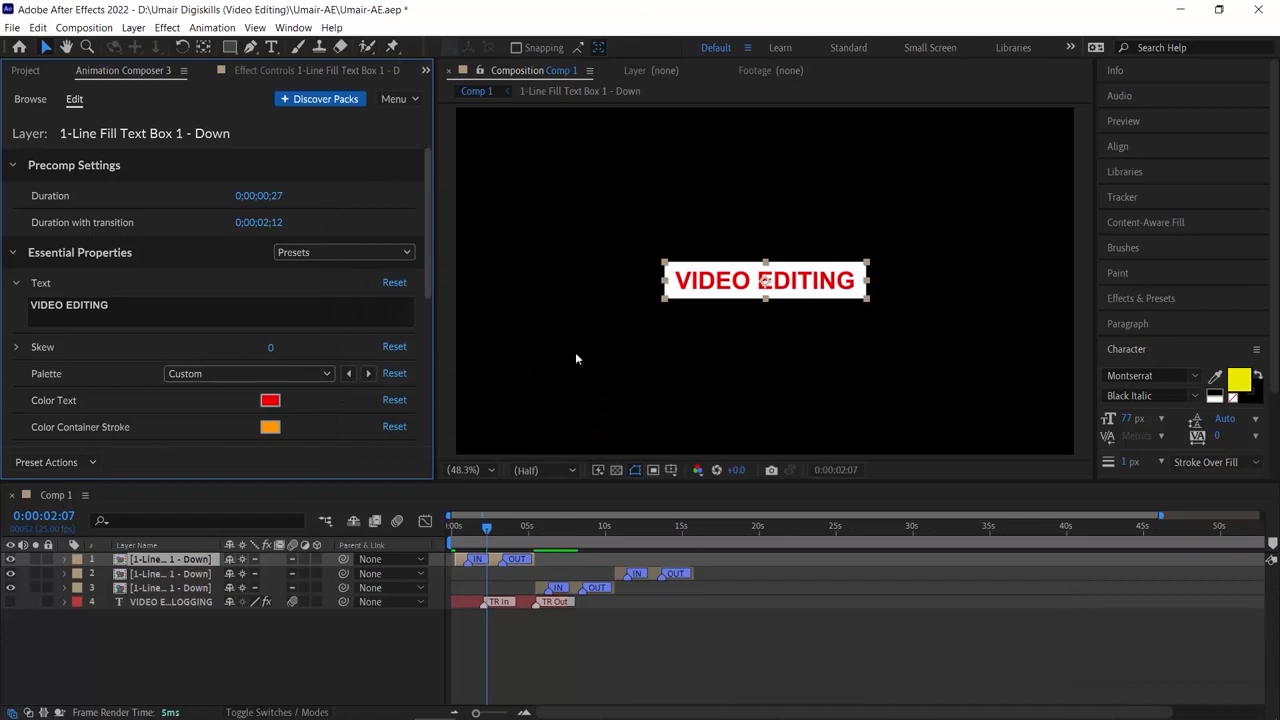 Adobe After Effects 2022 - D:\Umair Digiskills (Video Editing)\Umair-AE\Umair-AE.aep *
File Edit Composition Layer Effect Animation View Window Help
Snapping Default Learn Standard Small Screen Libraries Search Help
Project Animation Composer 3 Effect Controls 1-Line Fill Text Box 1 - D
Composition Comp 1 Layer (none) Footage (none)
Info
Browse Edit + Discover Packs Menu
Comp 1 1-Line Fill Text Box 1 - Down
Audio
Preview
Layer: 1-Line Fill Text Box 1 - Down
Align
Precomp Settings
Libraries
Duration 0;00;00;27
Tracker
Duration with transition 0;00;02;12
Content-Aware Fill
Essential Properties Presets
Brushes
Text Reset
VIDEO EDITING
Paint
VIDEO EDITING
Effects & Presets
Paragraph
Skew 0 Reset
Character
Palette Custom Reset
Montserrat
Color Text Reset
Black Italic
77 px Auto
Color Container Stroke Reset
Metrics 0
Preset Actions
1 px Stroke Over Fill
(48.3%) (Half) +0.0 0:00:02:07
Comp 1
0:00:02:07
00057 (25.00 fps)
:00s 05s 10s 15s 20s 25s 30s 35s 40s 45s 50s
# Layer Name fx Parent & Link
1 [1-Line... 1 - Down] None IN OUT
2 [1-Line... 1 - Down] None IN OUT
3 [1-Line... 1 - Down] None IN OUT
4 T VIDEO E...LOGGING fx None TR In TR Out
Frame Render Time: 5ms Toggle Switches / Modes